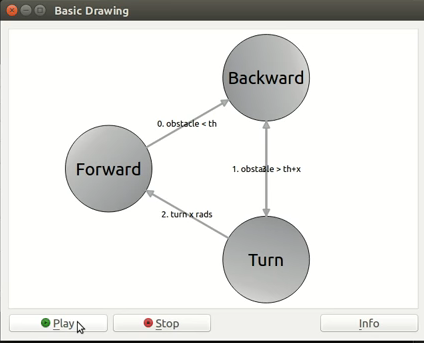 Basic Drawing
Backward
0. obstacle < th
Forward
1. obstacle > th+x
2. turn x rads
Turn
Play
Stop
Info